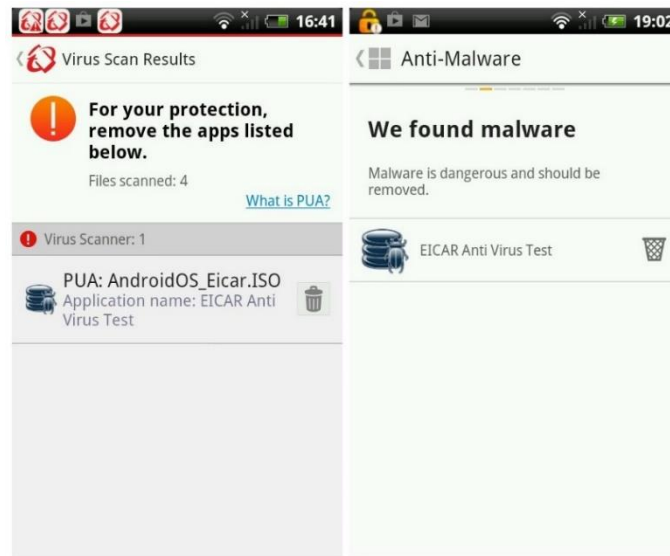 16:41
Virus Scan Results
For your protection,
remove the apps listed
below.
Files scanned: 4
What is PUA?
Virus Scanner: 1
PUA: AndroidOS_Eicar.ISO
Application name: EICAR Anti
Virus Test
19:02
Anti-Malware
We found malware
Malware is dangerous and should be
removed.
EICAR Anti Virus Test